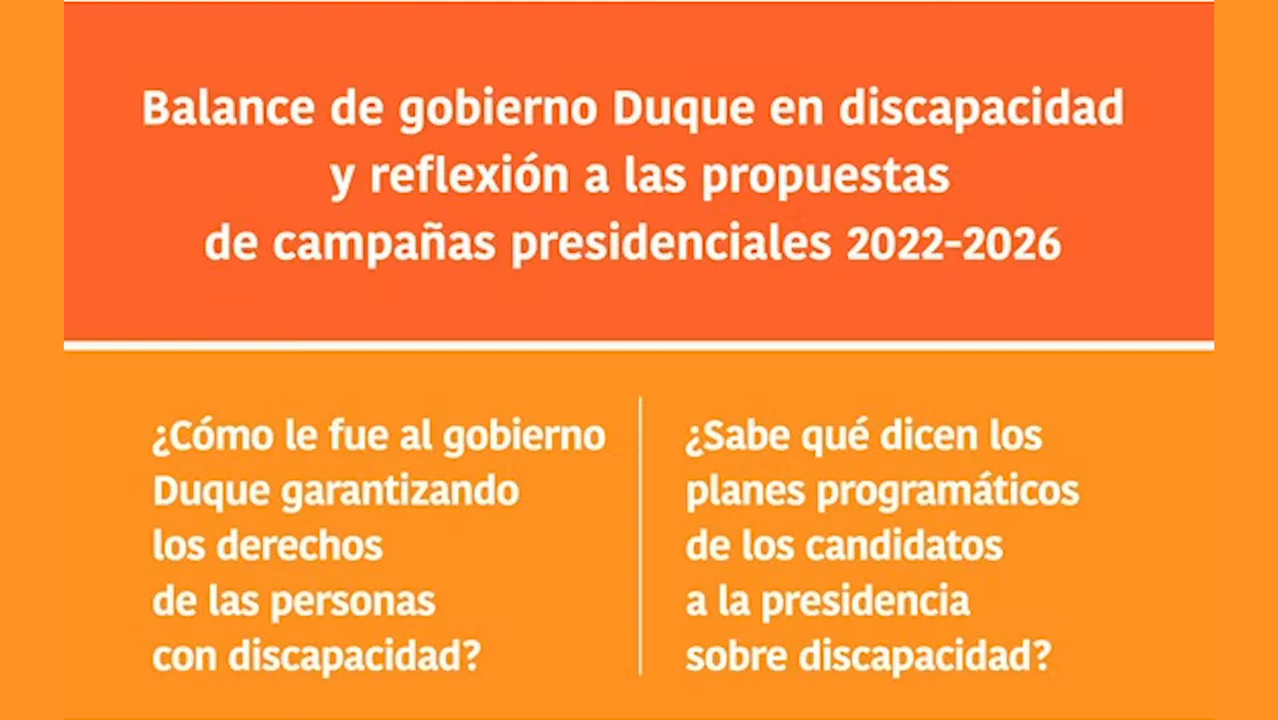 Balance de gobierno Duque en discapacidad
y reflexión a las propuestas
de campañas presidenciales 2022-2026
¿Cómo le fue al gobierno
Duque garantizando
los derechos
de las personas
con discapacidad?
¿Sabe qué dicen los
planes programáticos
de los candidatos
a la presidencia
sobre discapacidad?